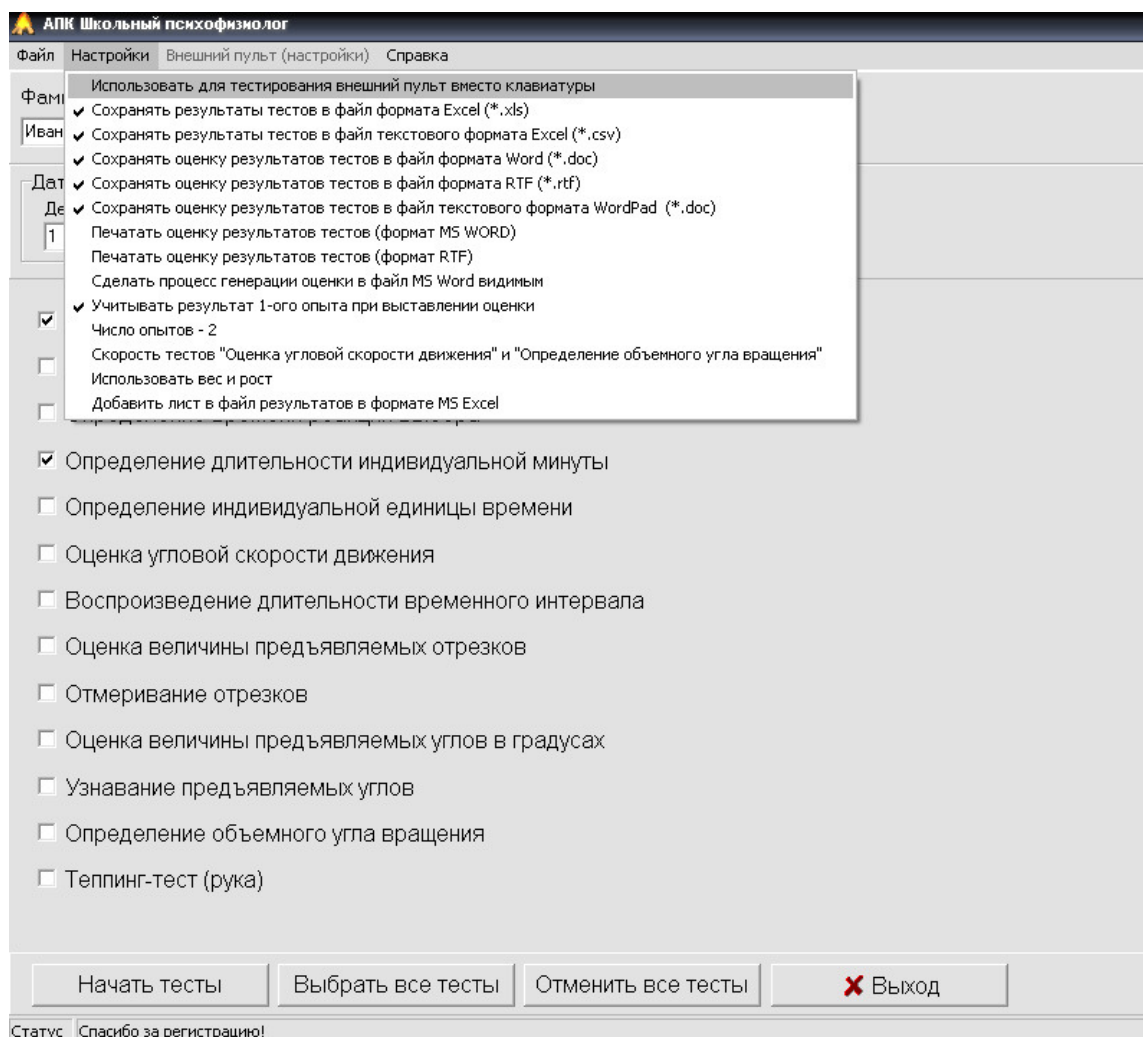 АПК Школьный психофизиолог
Файл Настройки Внешний пульт (настройки) Справка
Использовать для тестирования внешний пульт вместо клавиатуры
Сохранять результаты тестов в файл формата Excel (*.xls)
Сохранять результаты тестов в файл текстового формата Excel (*.csv)
Сохранять оценку результатов тестов в файл формата Word (*.doc)
Сохранять оценку результатов тестов в файл формата RTF (*.rtf)
Сохранять оценку результатов тестов в файл текстового формата WordPad (*.doc)
Печатать оценку результатов тестов (формат MS WORD)
Печатать оценку результатов тестов (формат RTF)
Сделать процесс генерации оценки в файл MS Word видимым
Учитывать результат 1-ого опыта при выставлении оценки
Число опытов - 2
Скорость тестов "Оценка угловой скорости движения" и "Определение объемного угла вращения"
Использовать вес и рост
Добавить лист в файл результатов в формате MS Excel
Фам
Иван
Дат
Де
1
Определение длительности индивидуальной минуты
Определение индивидуальной единицы времени
Оценка угловой скорости движения
Воспроизведение длительности временного интервала
Оценка величины предъявляемых отрезков
Отмеривание отрезков
Оценка величины предъявляемых углов в градусах
Узнавание предъявляемых углов
Определение объемного угла вращения
Теппинг-тест (рука)
Начать тесты Выбрать все тесты Отменить все тесты Выход
Статус Спасибо за регистрацию!